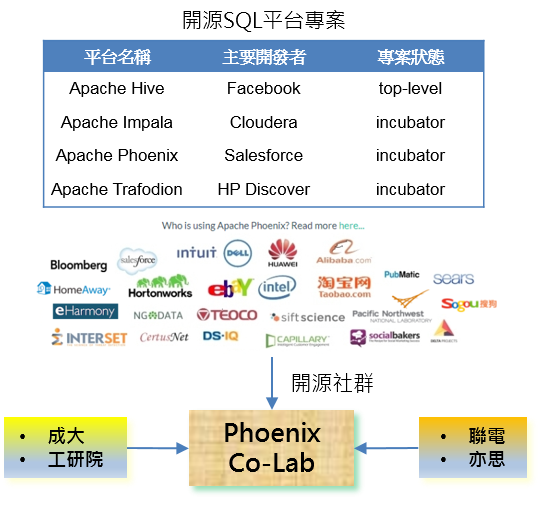 開源SQL平台專案
平台名稱 主要開發者 專案狀態
Apache Hive Facebook top-level
Apache Impala Cloudera incubator
Apache Phoenix Salesforce incubator
Apache Trafodion HP Discover incubator
Who is using Apache Phoenix? Read more here...
Bloomberg salesforce intuit DELL HUAWEI Alibaba.com PubMatic sears
HomeAway Hortonworks ebay intel 淘宝网 Taobao.com Sogou搜狗
eHarmony NGDATA TEOCO siftscience Pacific Northwest NATIONAL LABORATORY
INTERSET CertusNet DS-IQ CAPILLARY Intelligent Customer Engagement socialbakers DELTA PROJECTS
開源社群
• 成大
• 工研院
Phoenix
Co-Lab
• 聯電
• 亦思